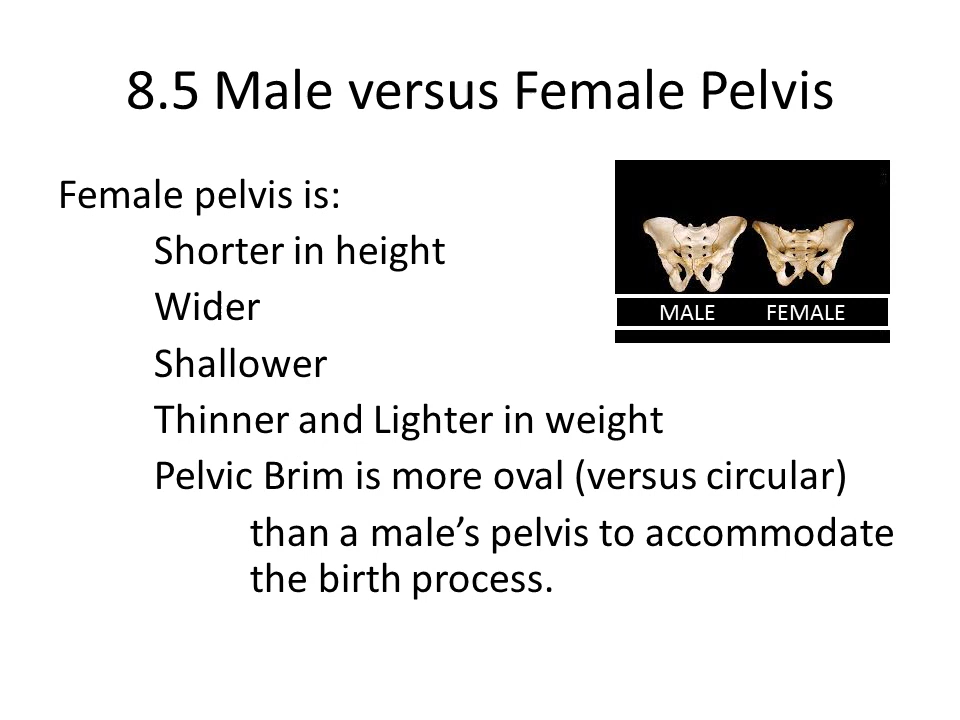 8.5 Male versus Female Pelvis
Female pelvis is:
Shorter in height
Wider
Shallower
Thinner and Lighter in weight
Pelvic Brim is more oval (versus circular)
than a male’s pelvis to accommodate
the birth process.
MALE FEMALE